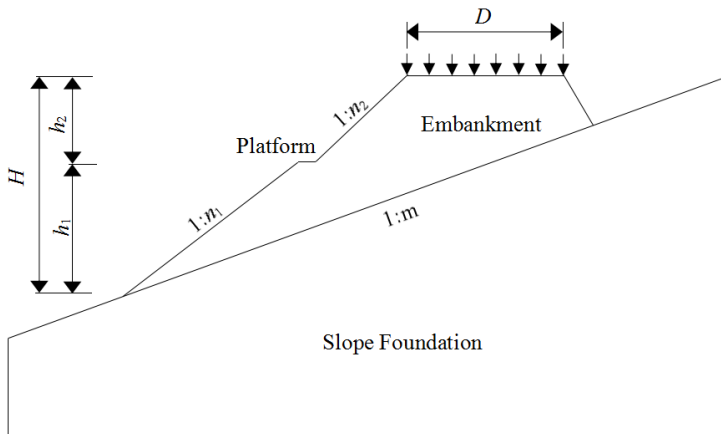 D
1:n₂
Embankment
Platform
h₂
H
1:n₁
h₁
1:m
Slope Foundation